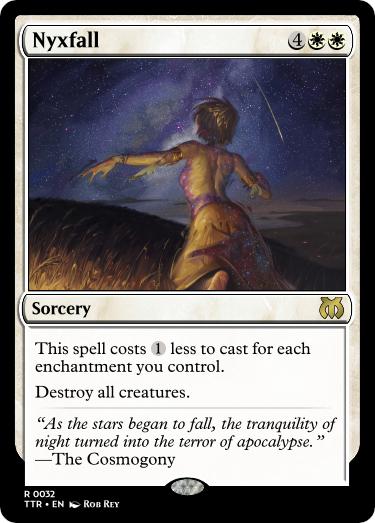 Nyxfall 4
Sorcery
This spell costs 1 less to cast for each
enchantment you control.
Destroy all creatures.
“As the stars began to fall, the tranquility of
night turned into the terror of apocalypse.”
—The Cosmogony
R 0032
TTR • EN Rob Rey